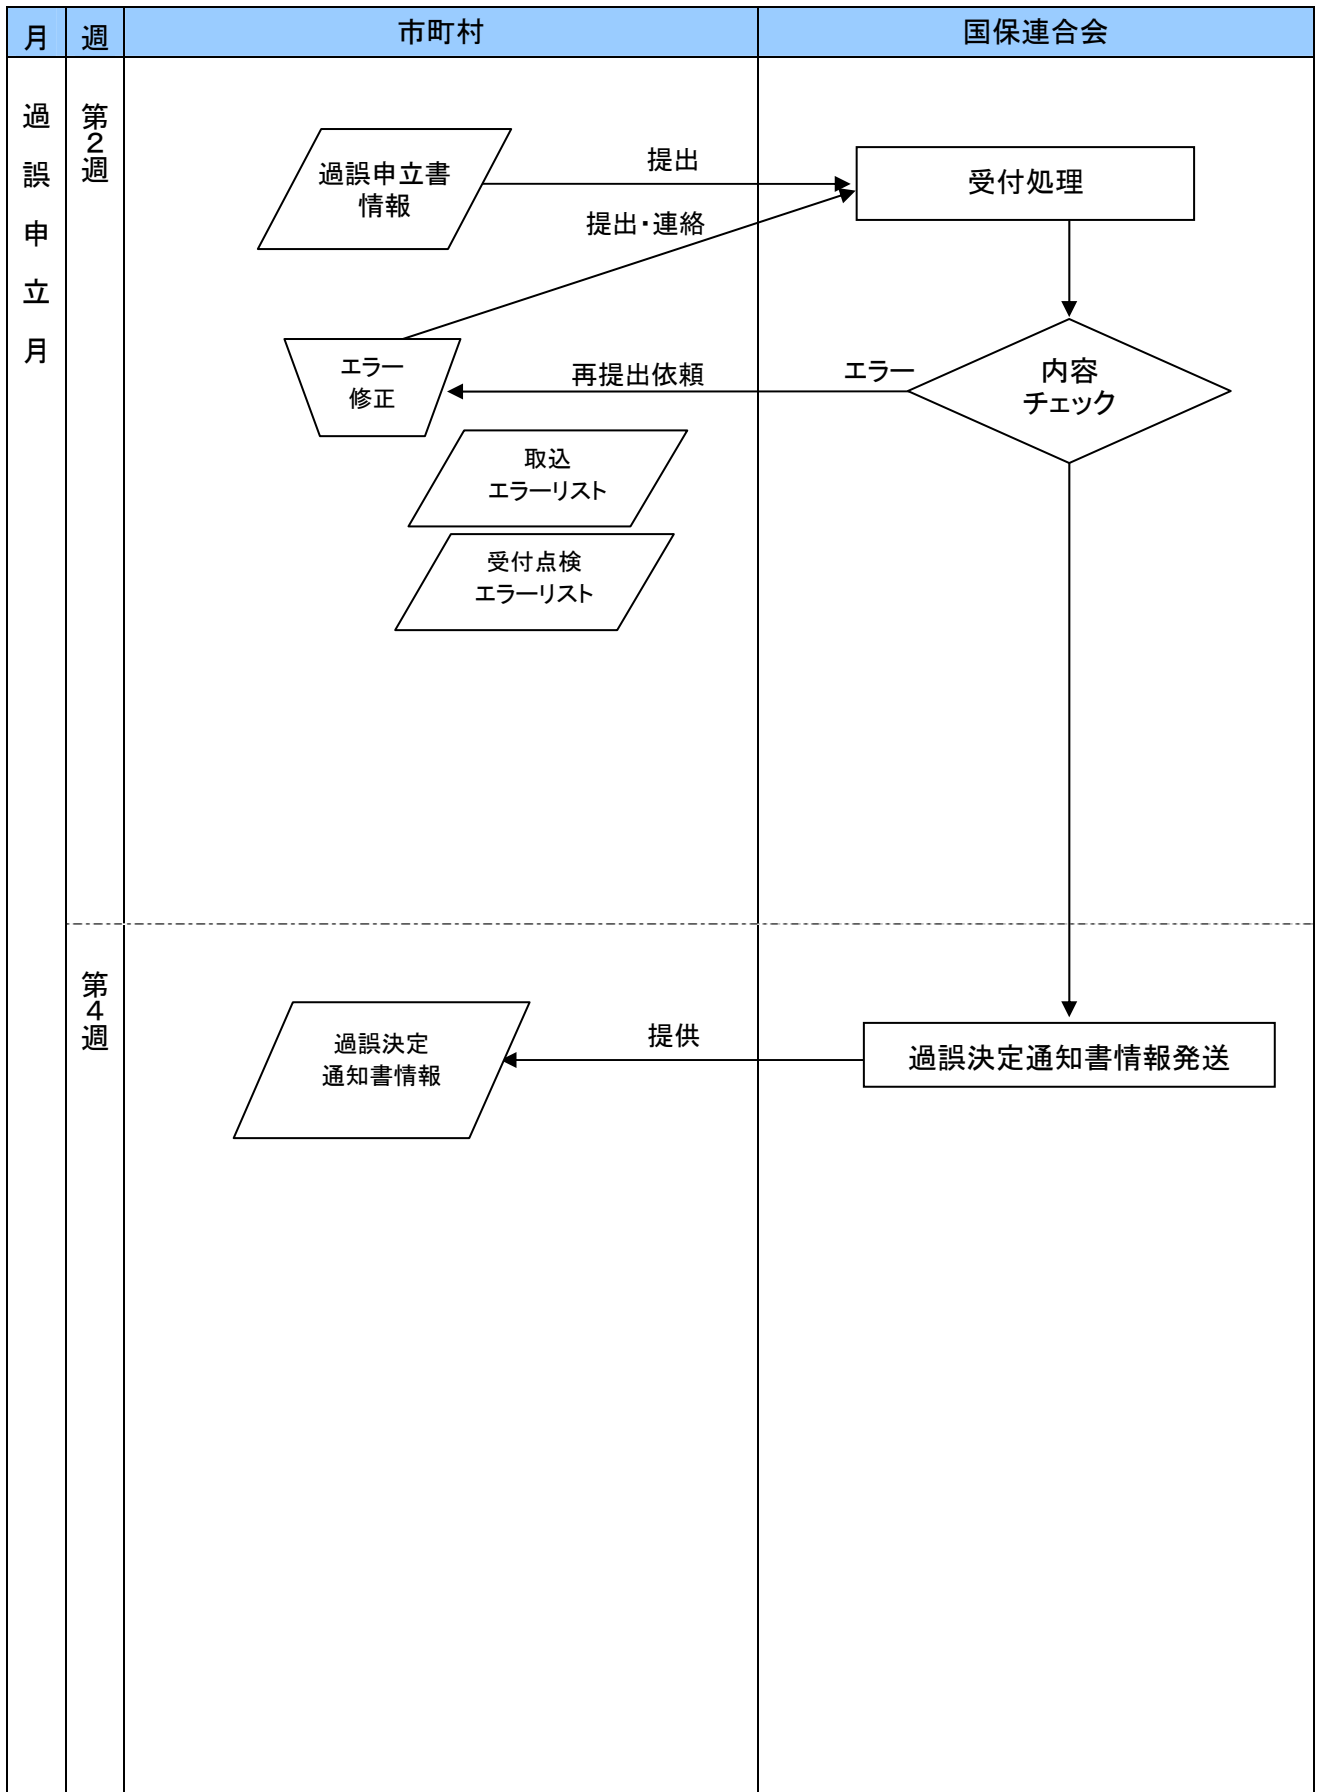 月
週
市町村
国保連合会
過誤申立月
第２週
過誤申立書
情報
提出
受付処理
提出・連絡
エラー
修正
再提出依頼
エラー
内容
チェック
取込
エラーリスト
受付点検
エラーリスト
第４週
過誤決定
通知書情報
提供
過誤決定通知書情報発送